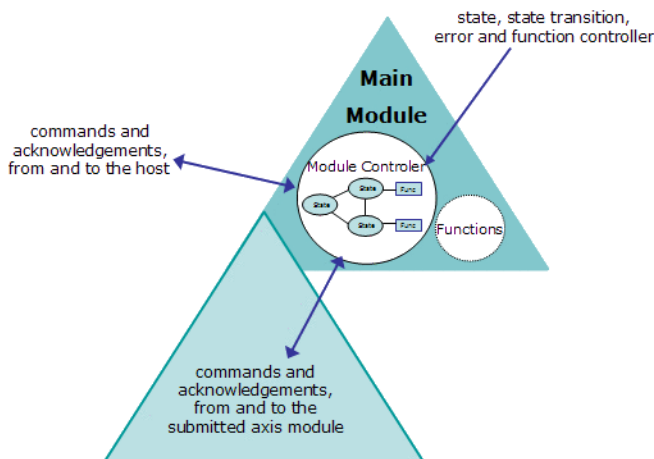 state, state transition,
error and function controller
Main
Module
commands and
acknowledgements,
from and to the host
Module Controler
State
Func
State
State
Func
Functions
commands and
acknowledgements,
from and to the
submitted axis module